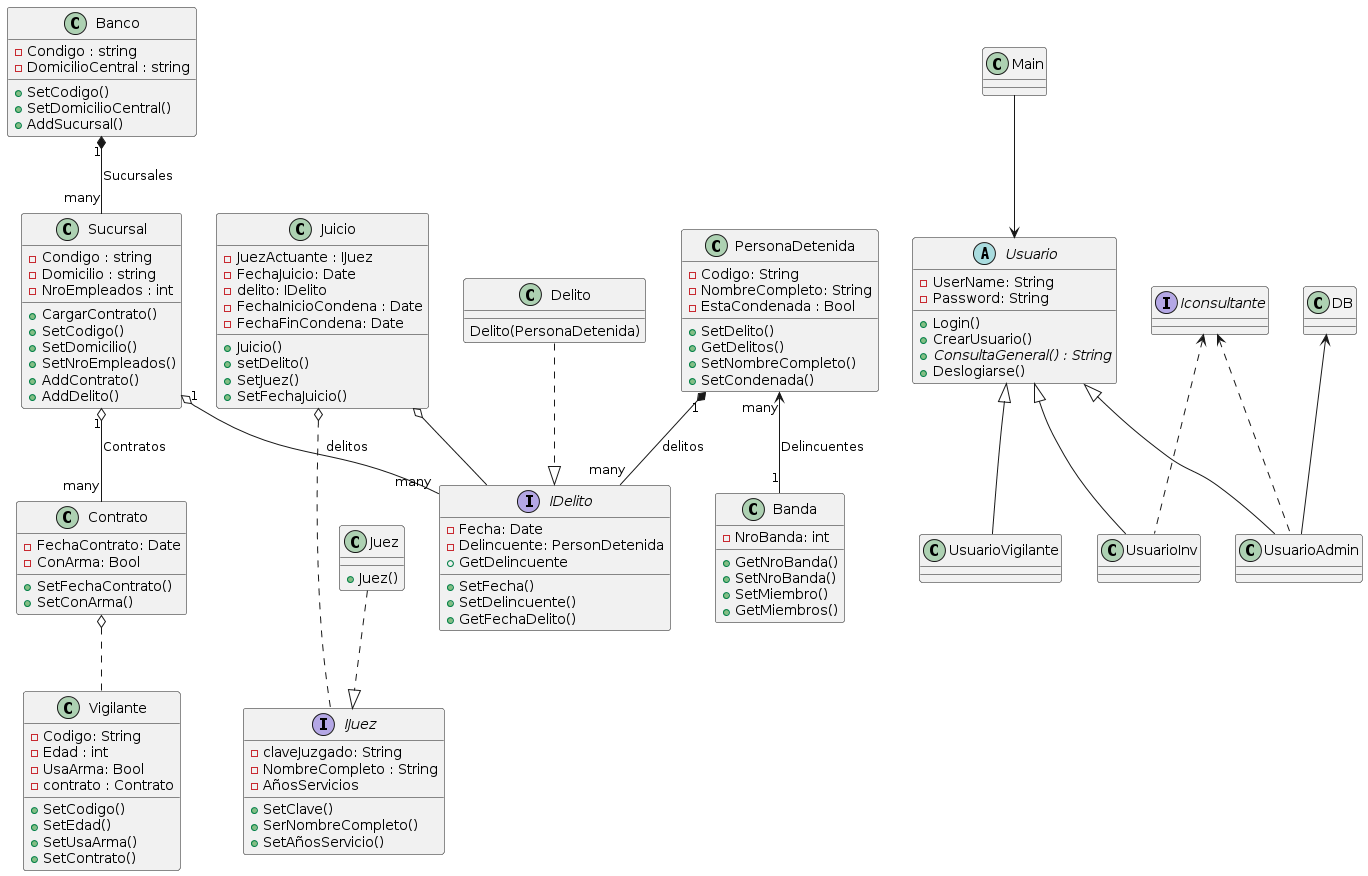 Banco
Condigo : string
DomicilioCentral : string
SetCodigo()
SetDomicilioCentral()
AddSucursal()
1
Sucursales
many
Sucursal
Condigo : string
Domicilio : string
NroEmpleados : int
CargarContrato()
SetCodigo()
SetDomicilio()
SetNroEmpleados()
AddContrato()
AddDelito()
1
1
Contratos
many
many
Contrato
FechaContrato: Date
ConArma: Bool
SetFechaContrato()
SetConArma()
Vigilante
Codigo: String
Edad : int
UsaArma: Bool
contrato : Contrato
SetCodigo()
SetEdad()
SetUsaArma()
SetContrato()
Juicio
JuezActuante : IJuez
FechaJuicio: Date
delito: IDelito
FechaInicioCondena : Date
FechaFinCondena: Date
Juicio()
setDelito()
SetJuez()
SetFechaJuicio()
delitos
Juez
Juez()
IJuez
claveJuzgado: String
NombreCompleto : String
AñosServicios
SetClave()
SerNombreCompleto()
SetAñosServicio()
Delito
Delito(PersonaDetenida)
IDelito
Fecha: Date
Delincuente: PersonDetenida
GetDelincuente
SetFecha()
SetDelincuente()
GetFechaDelito()
PersonaDetenida
Codigo: String
NombreCompleto: String
EstaCondenada : Bool
SetDelito()
GetDelitos()
SetNombreCompleto()
SetCondenada()
1
delitos
many
many
Delincuentes
1
Banda
NroBanda: int
GetNroBanda()
SetNroBanda()
SetMiembro()
GetMiembros()
Main
Usuario
UserName: String
Password: String
Login()
CrearUsuario()
ConsultaGeneral() : String
Deslogiarse()
Iconsultante
DB
UsuarioVigilante
UsuarioInv
UsuarioAdmin